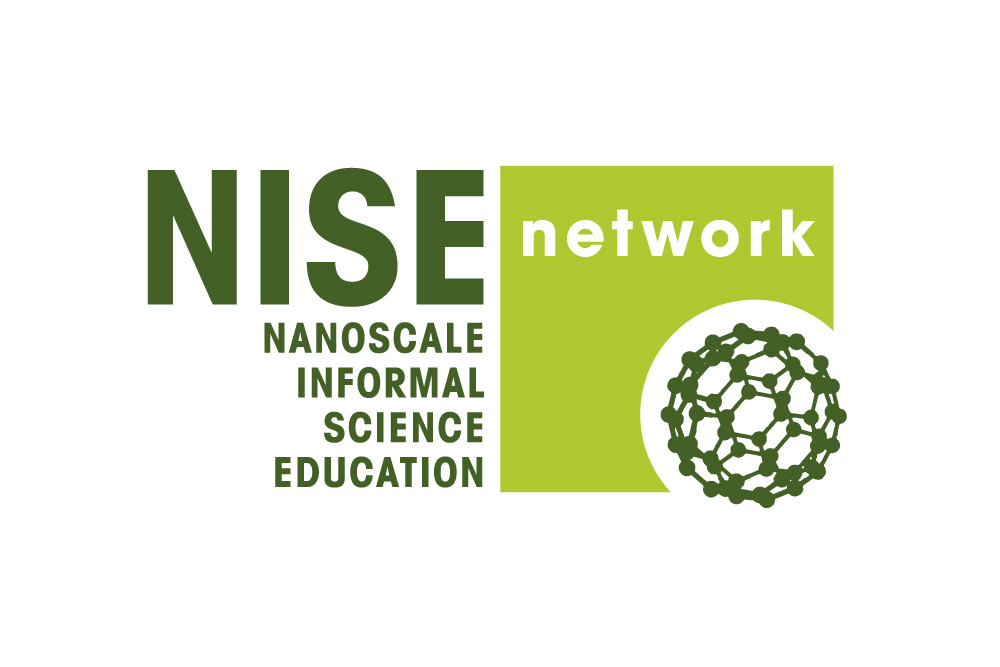 NISE
network
NANOSCALE
INFORMAL
SCIENCE
EDUCATION